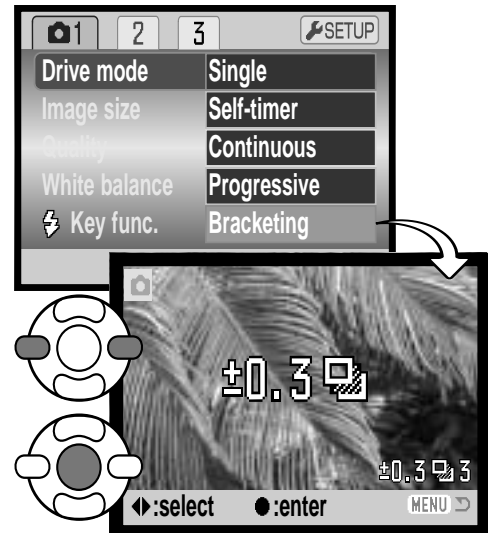 1 2 3 SETUP
Drive mode Single
Image size Self-timer
Quality Continuous
White balance Progressive
Key func. Bracketing
±0.3
±0.3 3
:select :enter MENU